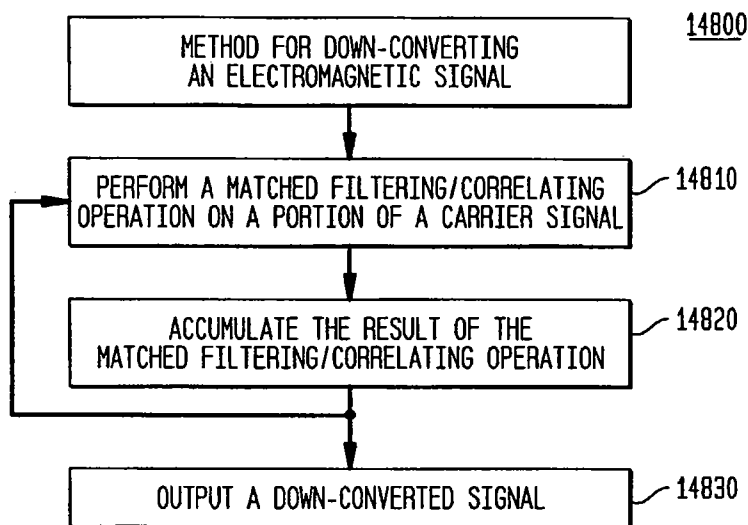 14800
METHOD FOR DOWN-CONVERTING
AN ELECTROMAGNETIC SIGNAL
PERFORM A MATCHED FILTERING/CORRELATING
OPERATION ON A PORTION OF A CARRIER SIGNAL
14810
ACCUMULATE THE RESULT OF THE
MATCHED FILTERING/CORRELATING OPERATION
14820
OUTPUT A DOWN-CONVERTED SIGNAL
14830